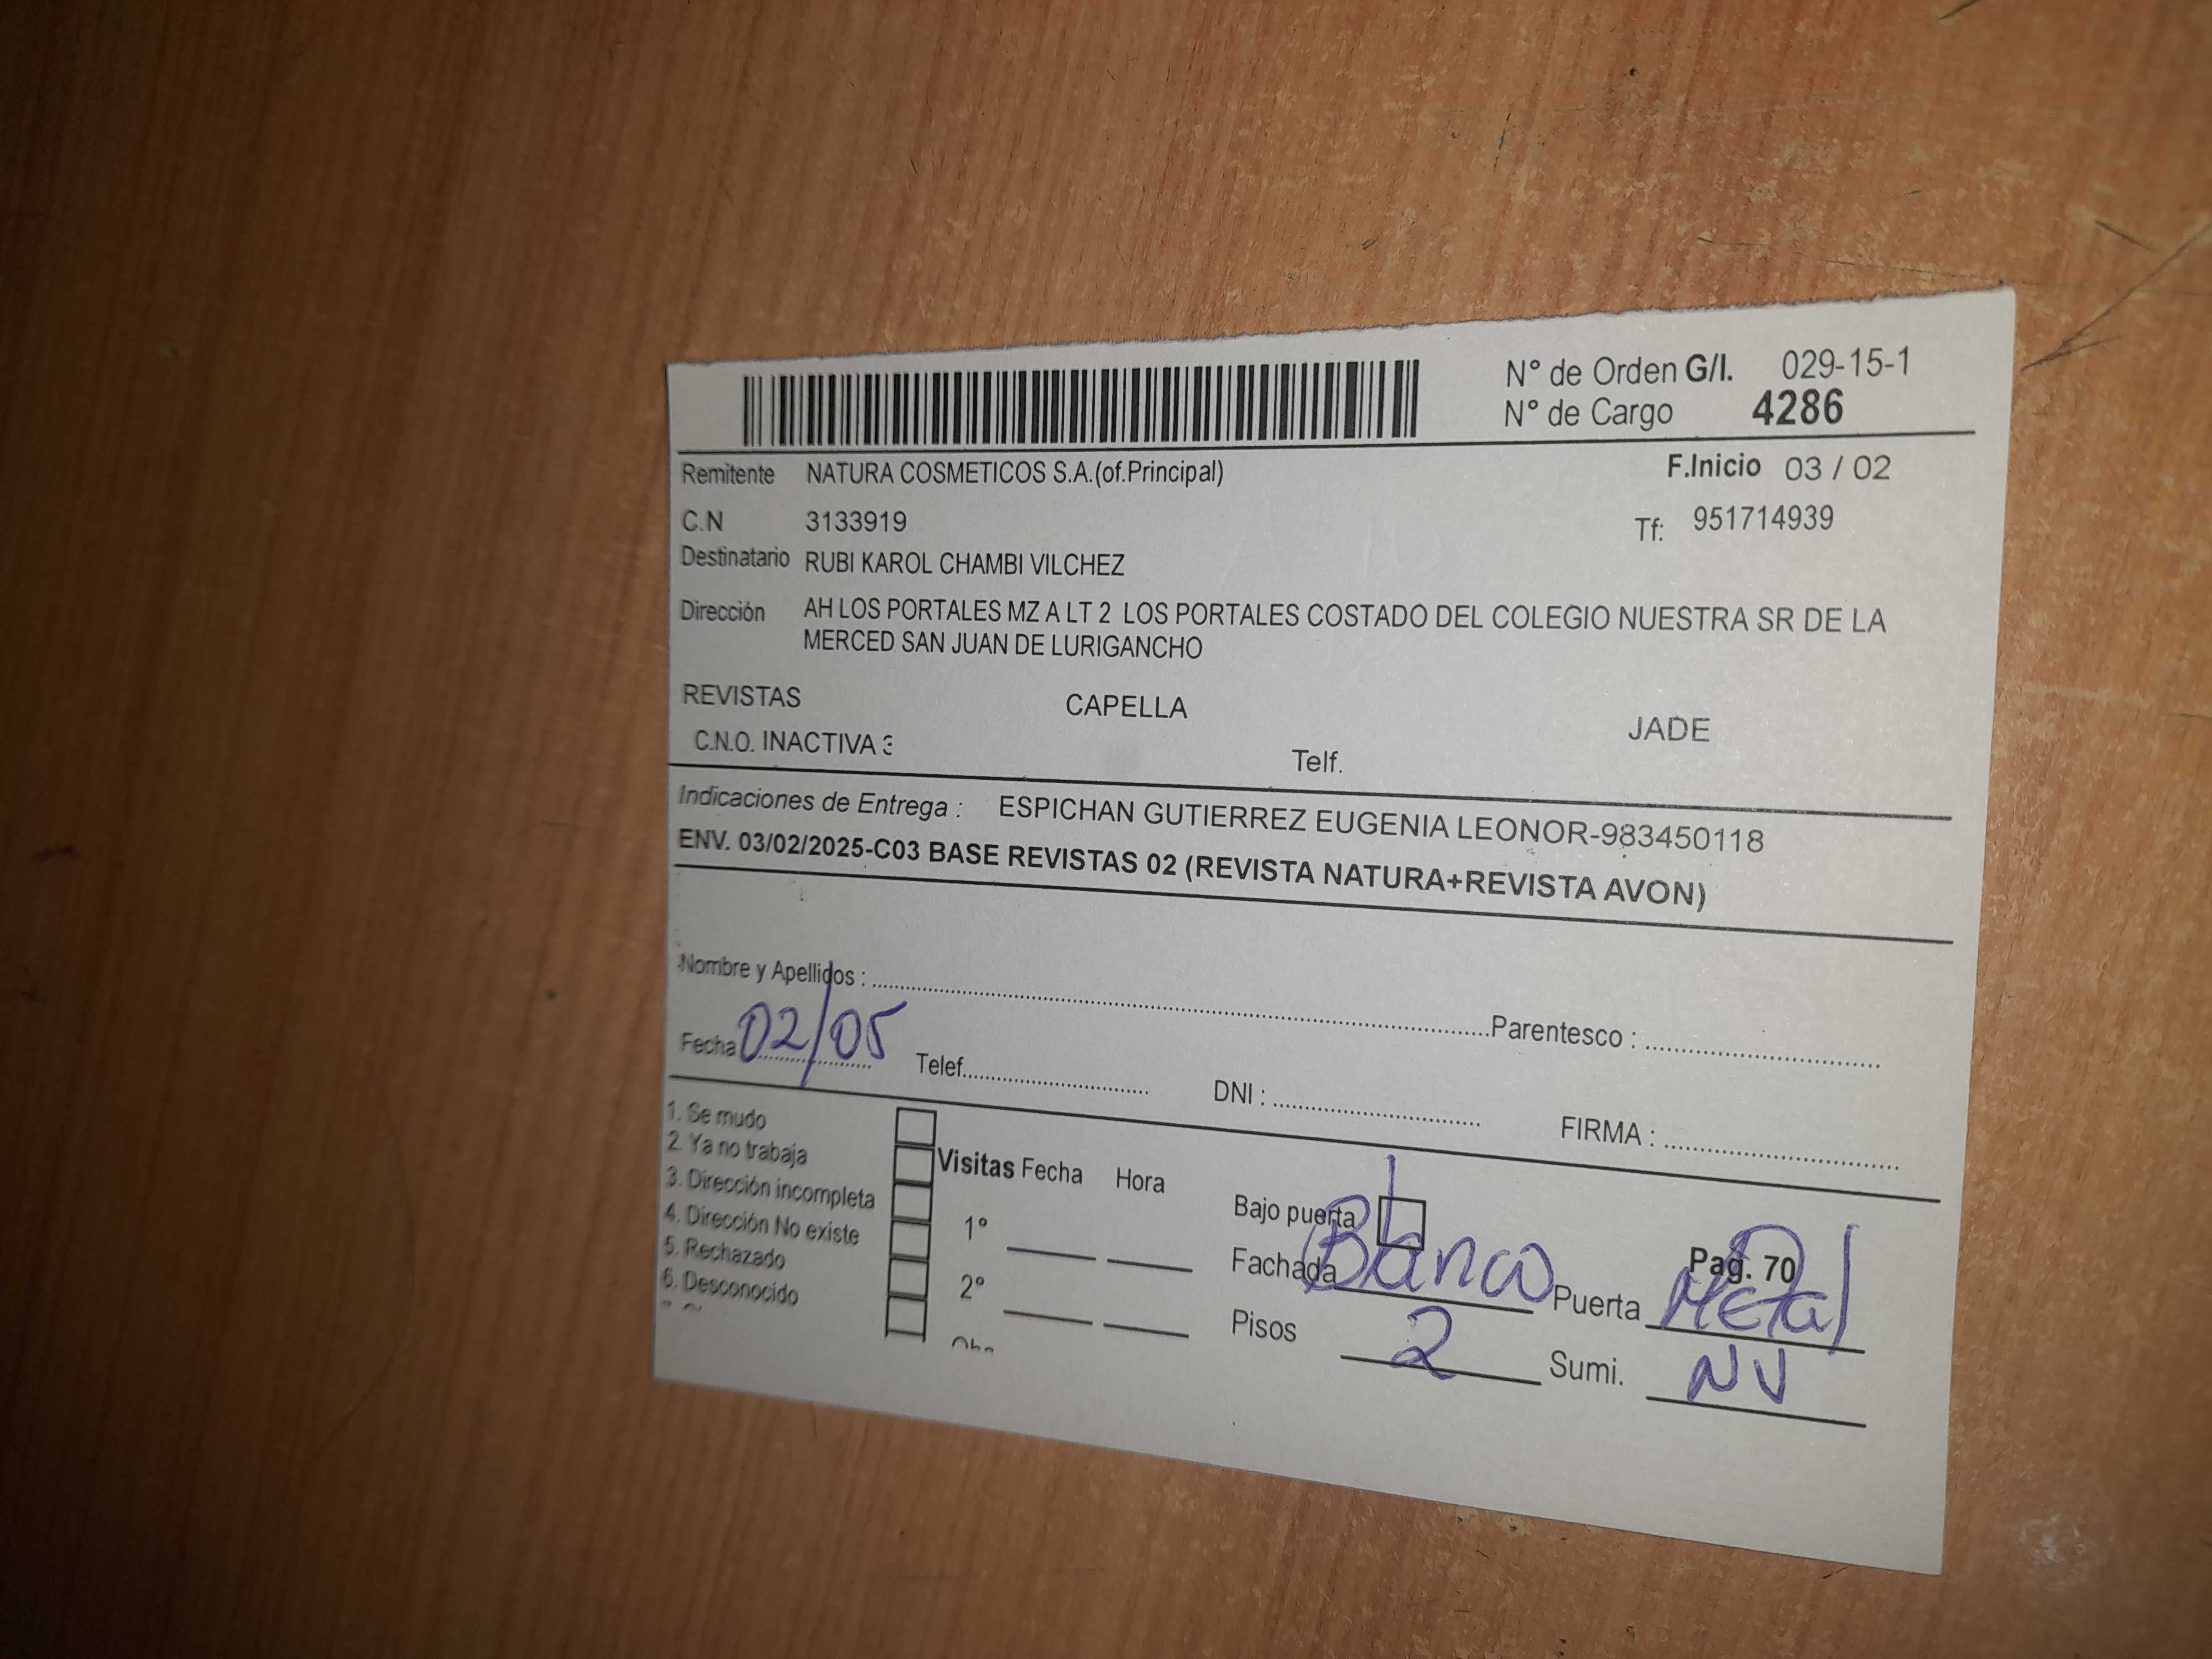 N° de Orden G/I. 029-15-1
N° de Cargo 4286
Remitente NATURA COSMETICOS S.A.(of.Principal) F.Inicio 03 / 02
C.N 3133919 Tf: 951714939
Destinatario RUBI KAROL CHAMBI VILCHEZ
Dirección AH LOS PORTALES MZ A LT 2 LOS PORTALES COSTADO DEL COLEGIO NUESTRA SR DE LA
MERCED SAN JUAN DE LURIGANCHO
REVISTAS CAPELLA JADE
C.N.O. INACTIVA 3 Telf.
Indicaciones de Entrega : ESPICHAN GUTIERREZ EUGENIA LEONOR-983450118
ENV. 03/02/2025-C03 BASE REVISTAS 02 (REVISTA NATURA+REVISTA AVON)
Nombre y Apellidos : Parentesco :
Fecha 02/05 Telef. DNI : FIRMA :
1. Se mudo
2. Ya no trabaja
3. Dirección incompleta
4. Dirección No existe
5. Rechazado
6. Desconocido
Visitas Fecha Hora
1°
2°
Bajo puerta
Pag. 70
Fachada Blanco Puerta Metal
Pisos 2 Sumi. NV